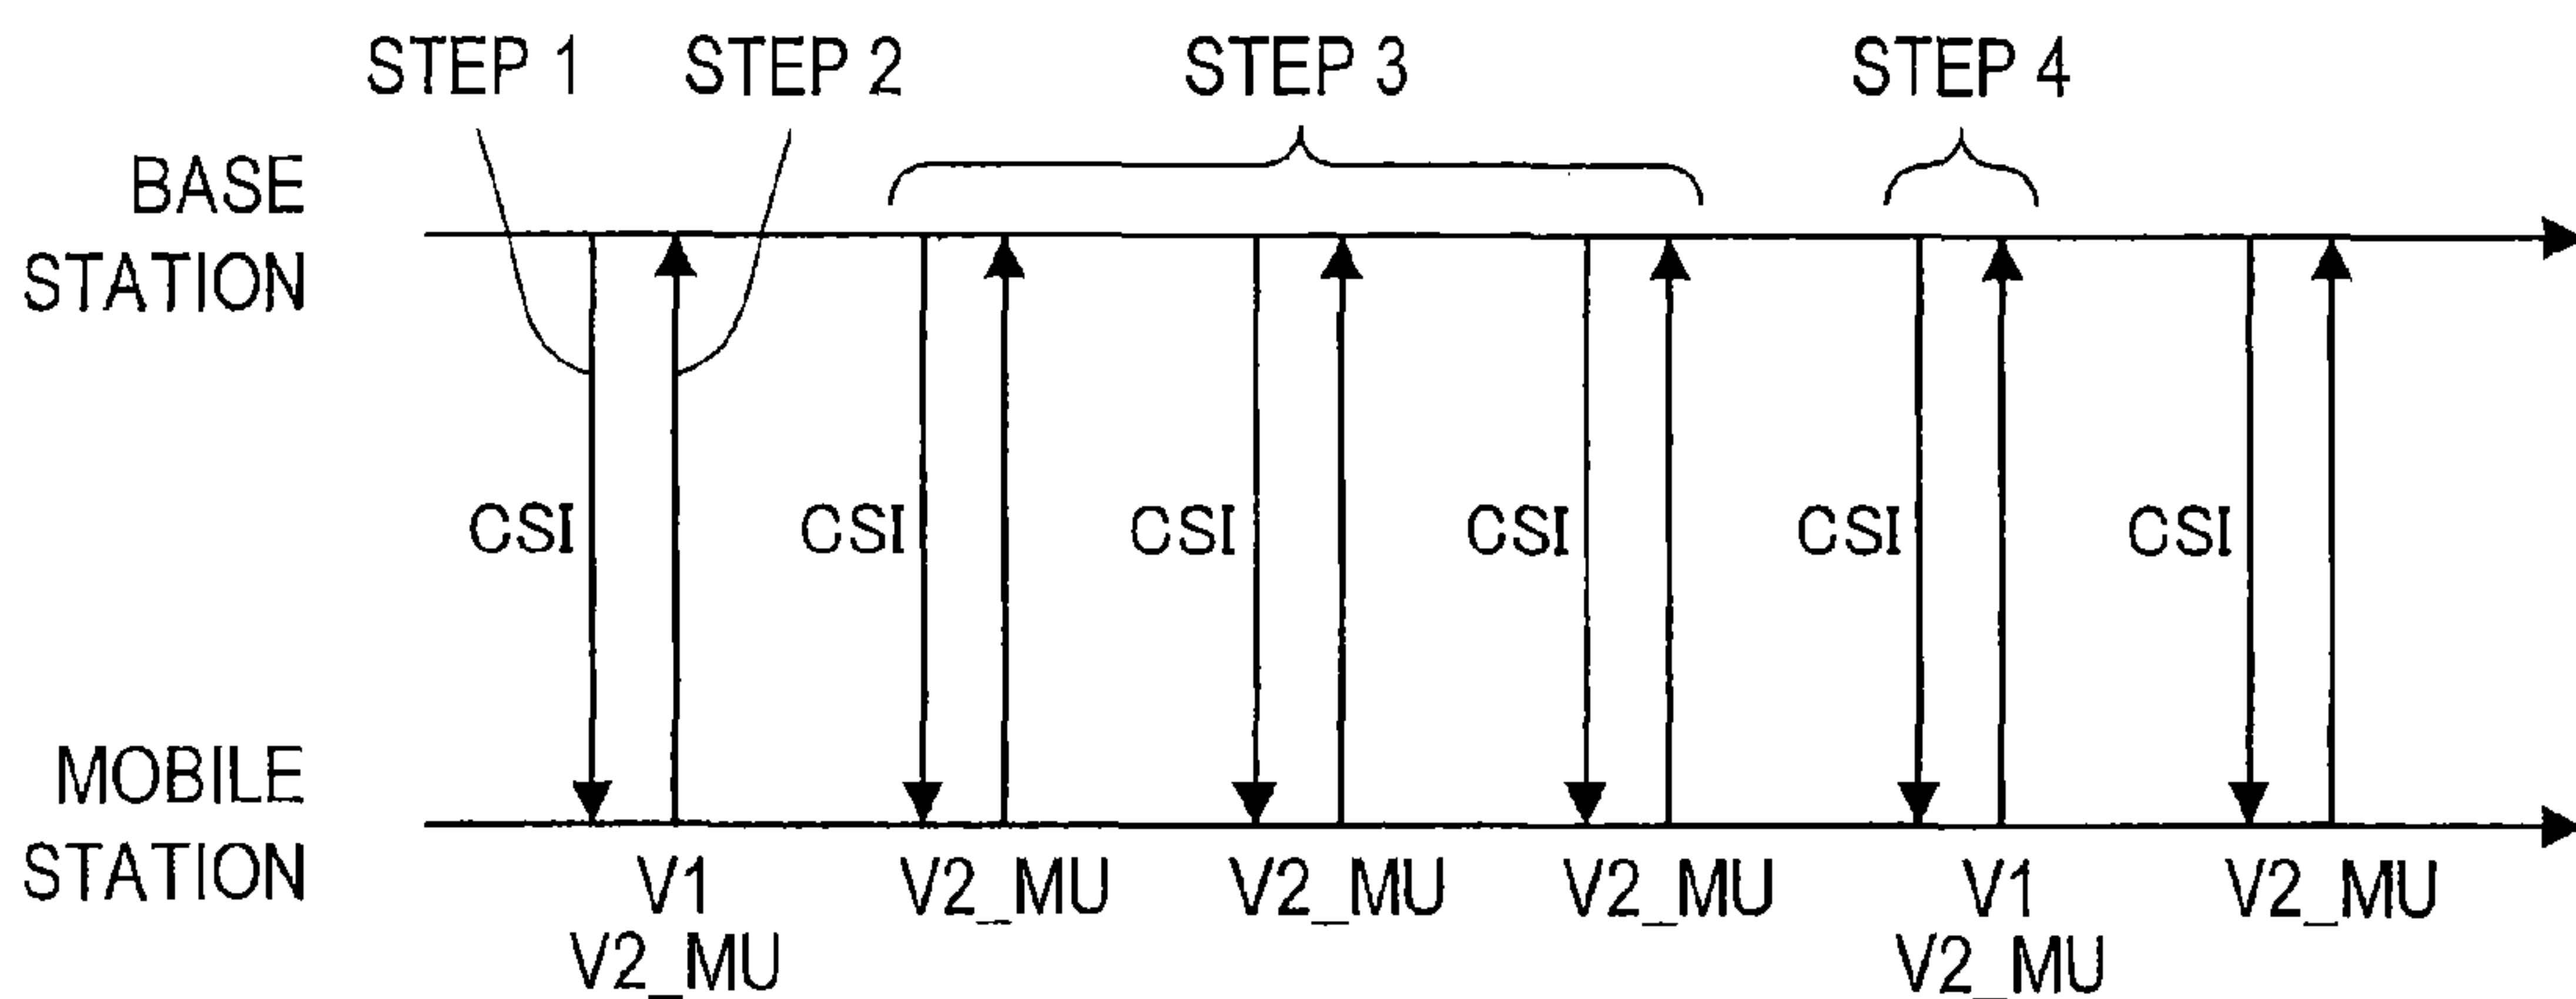 STEP 1 STEP 2 STEP 3 STEP 4
BASE
STATION
CSI CSI CSI CSI CSI CSI
MOBILE
STATION
V1 V2_MU V2_MU V2_MU V1 V2_MU
V2_MU V2_MU